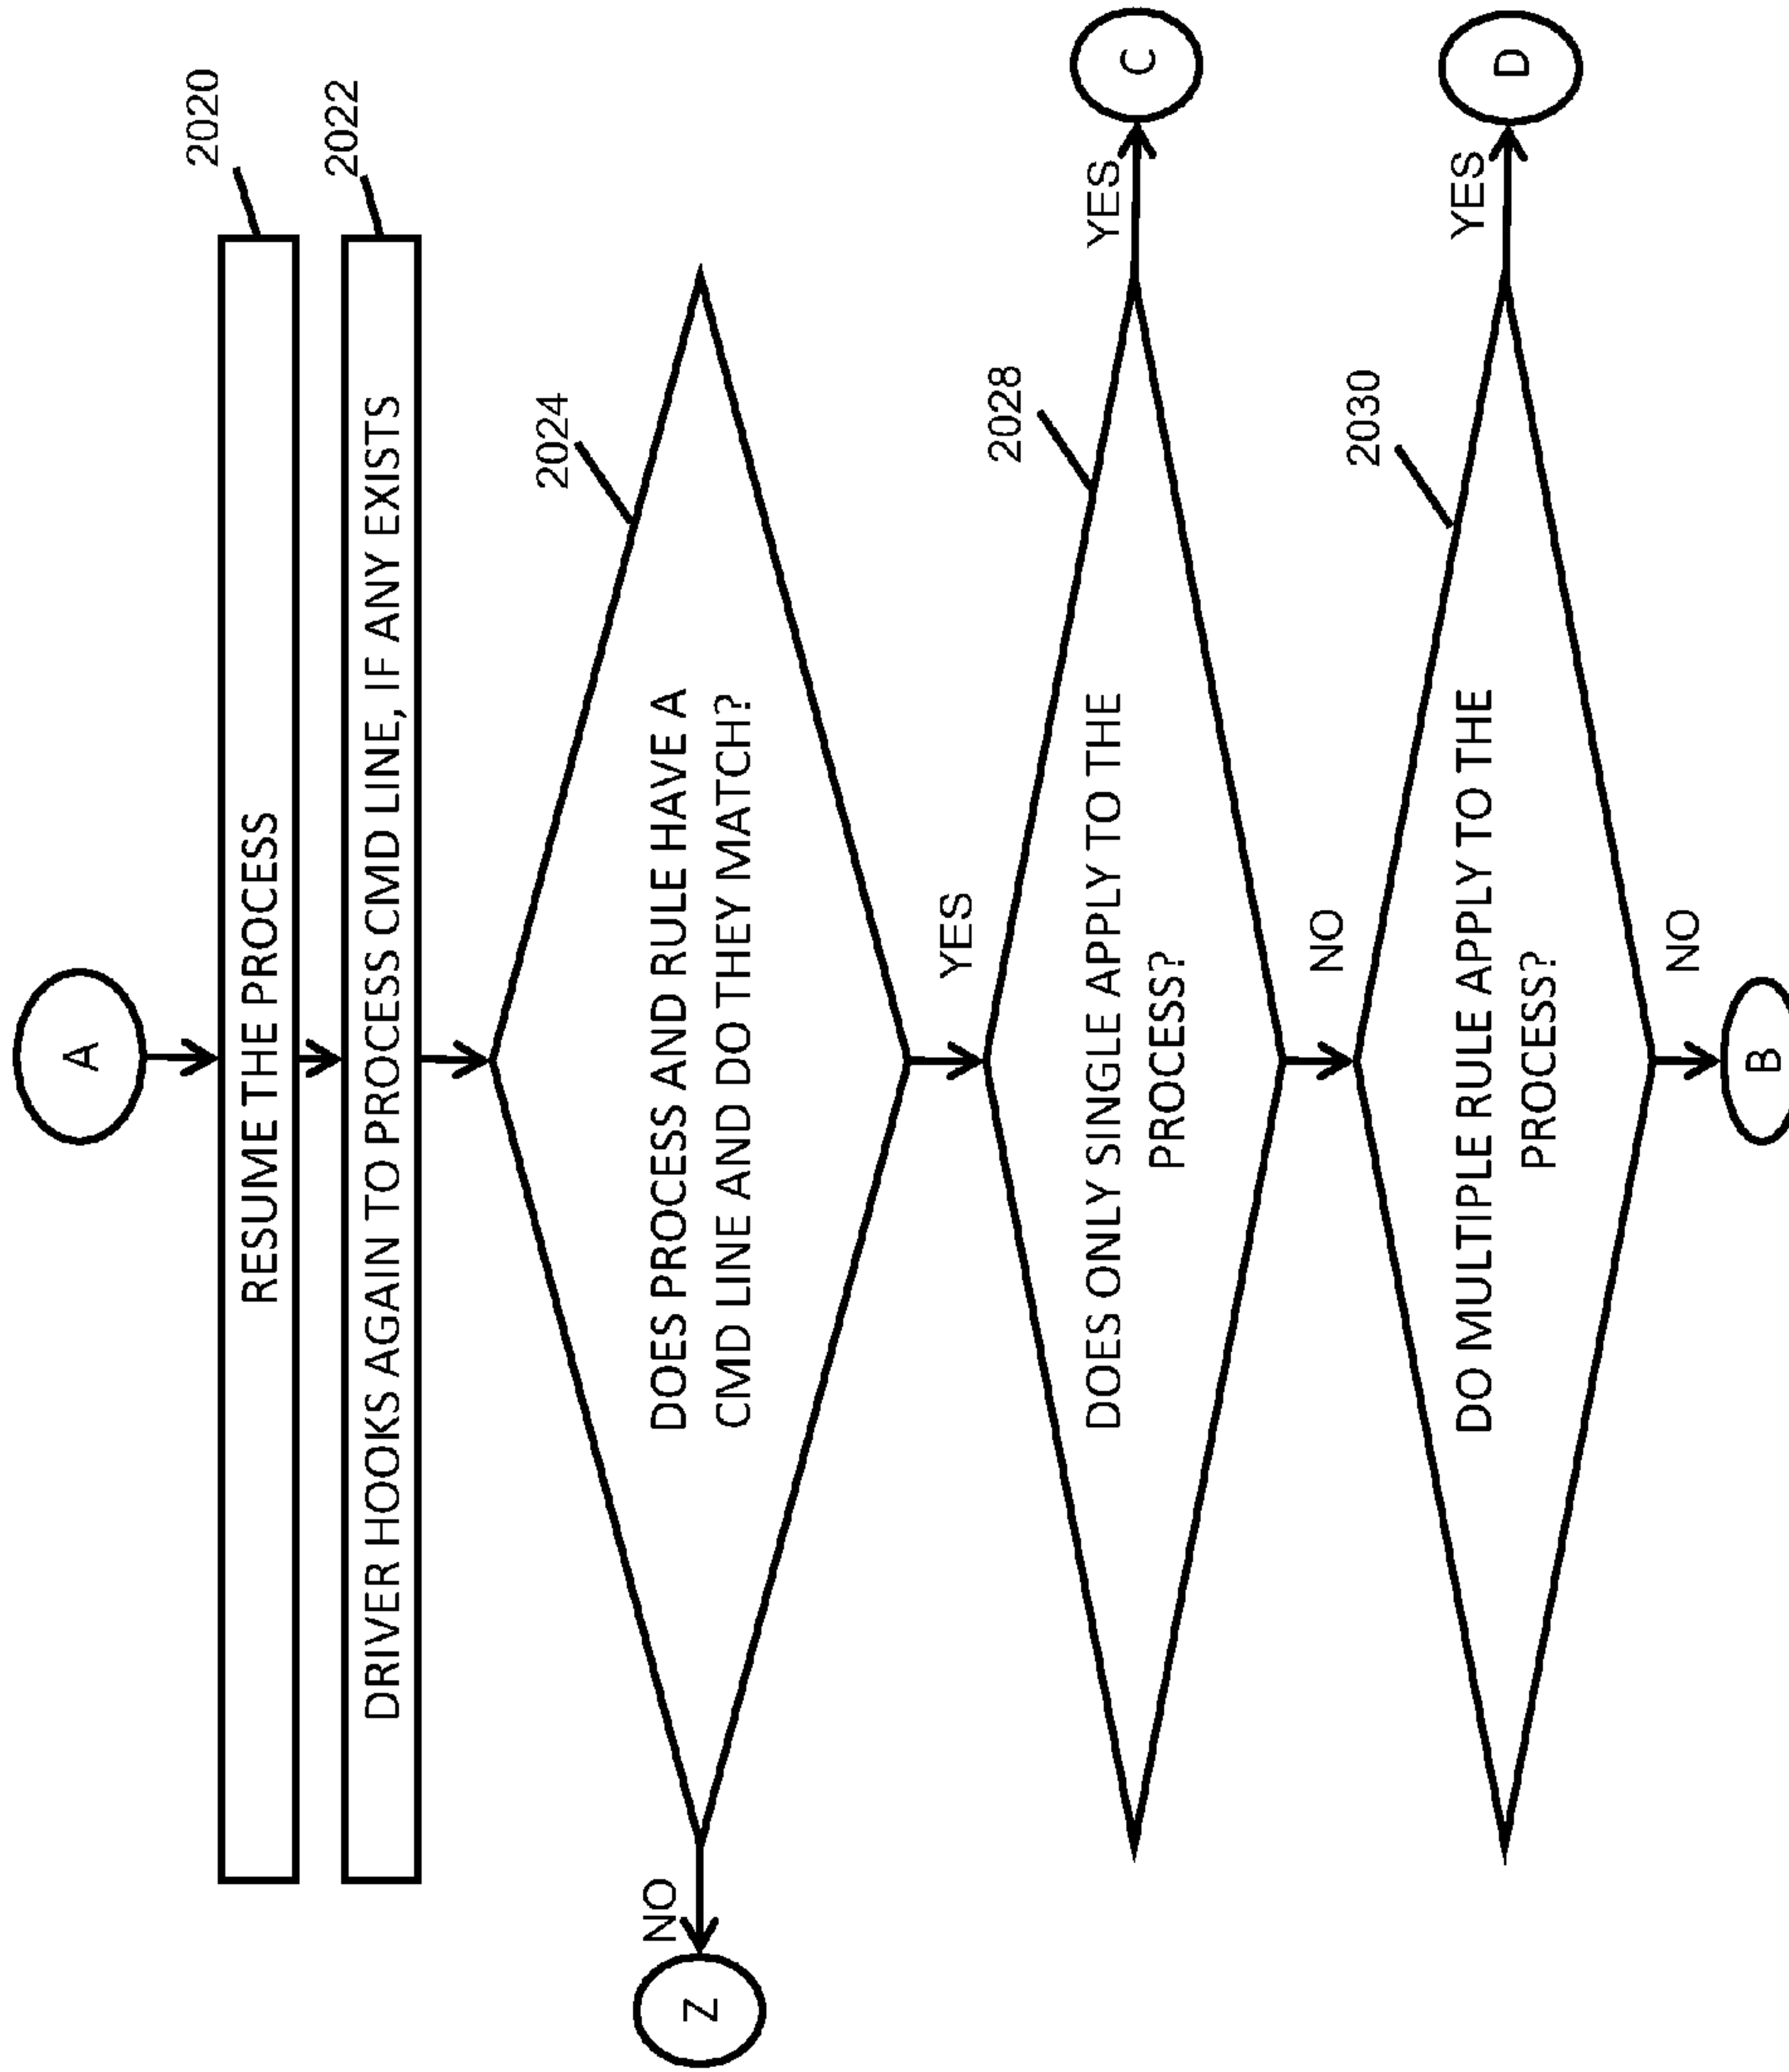 A
RESUME THE PROCESS
2020
DRIVER HOOKS AGAIN TO PROCESS CMD LINE, IF ANY EXISTS
2022
2024
DOES PROCESS AND RULE HAVE A
CMD LINE AND DO THEY MATCH?
NO
Z
YES
2028
DOES ONLY SINGLE APPLY TO THE
PROCESS?
YES
C
NO
2030
DO MULTIPLE RULE APPLY TO THE
PROCESS?
YES
D
NO
B